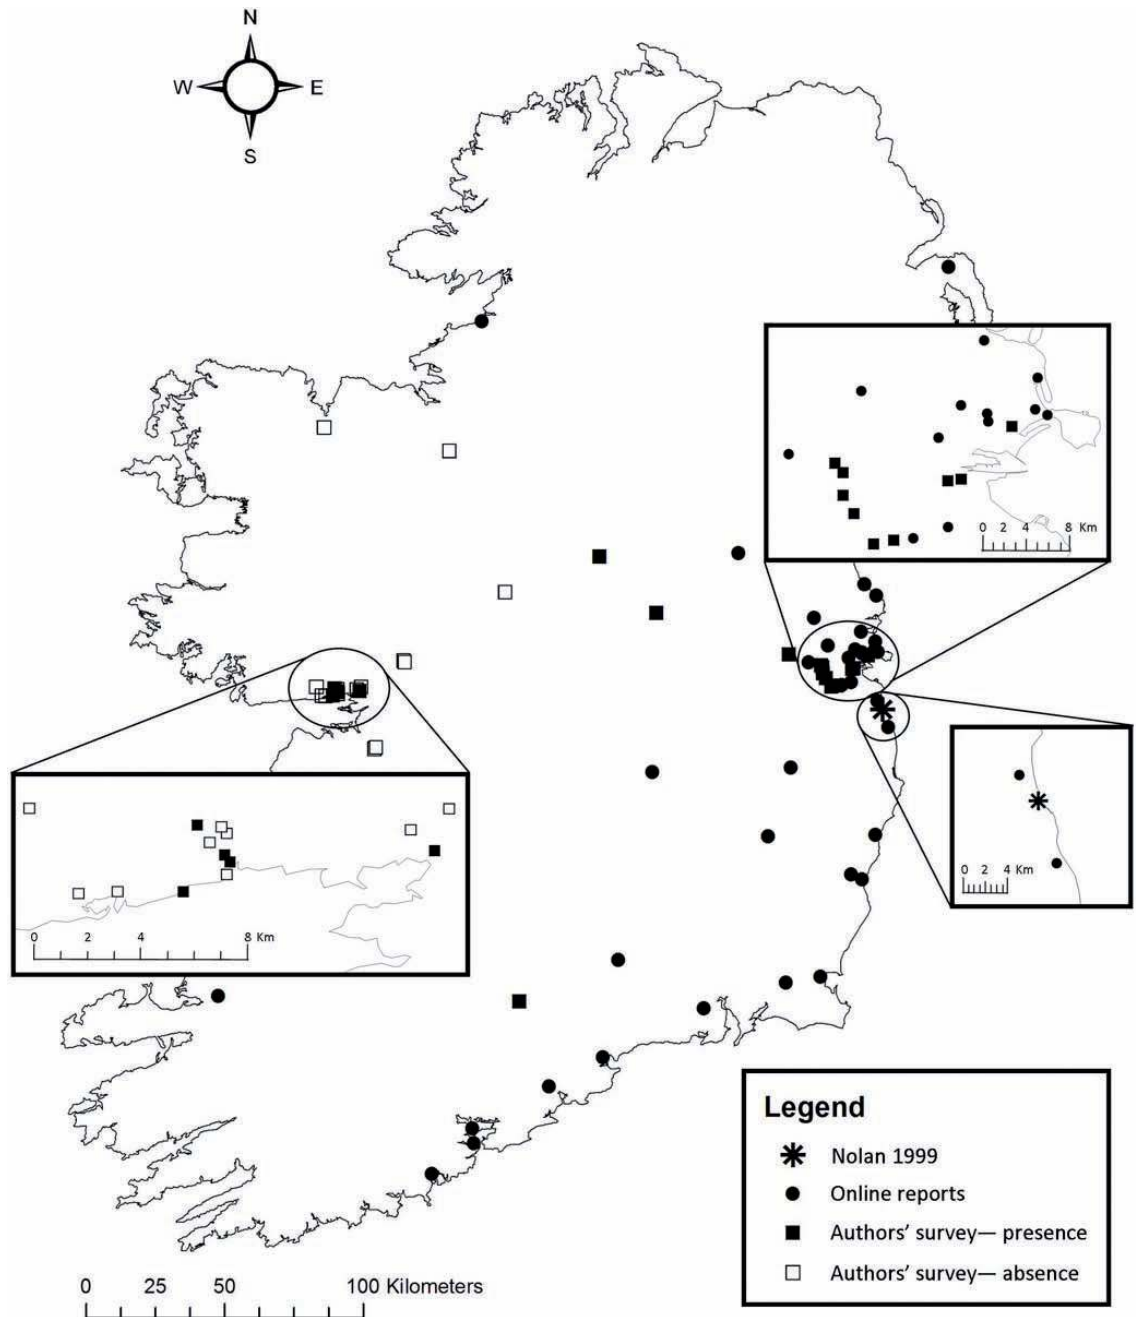 N
W E
S
0 2 4 6 8 Km
0 2 4 Km
0 2 4 6 8 Km
Legend
Nolan 1999
Online reports
Authors' survey— presence
Authors' survey— absence
0 25 50 100 Kilometers